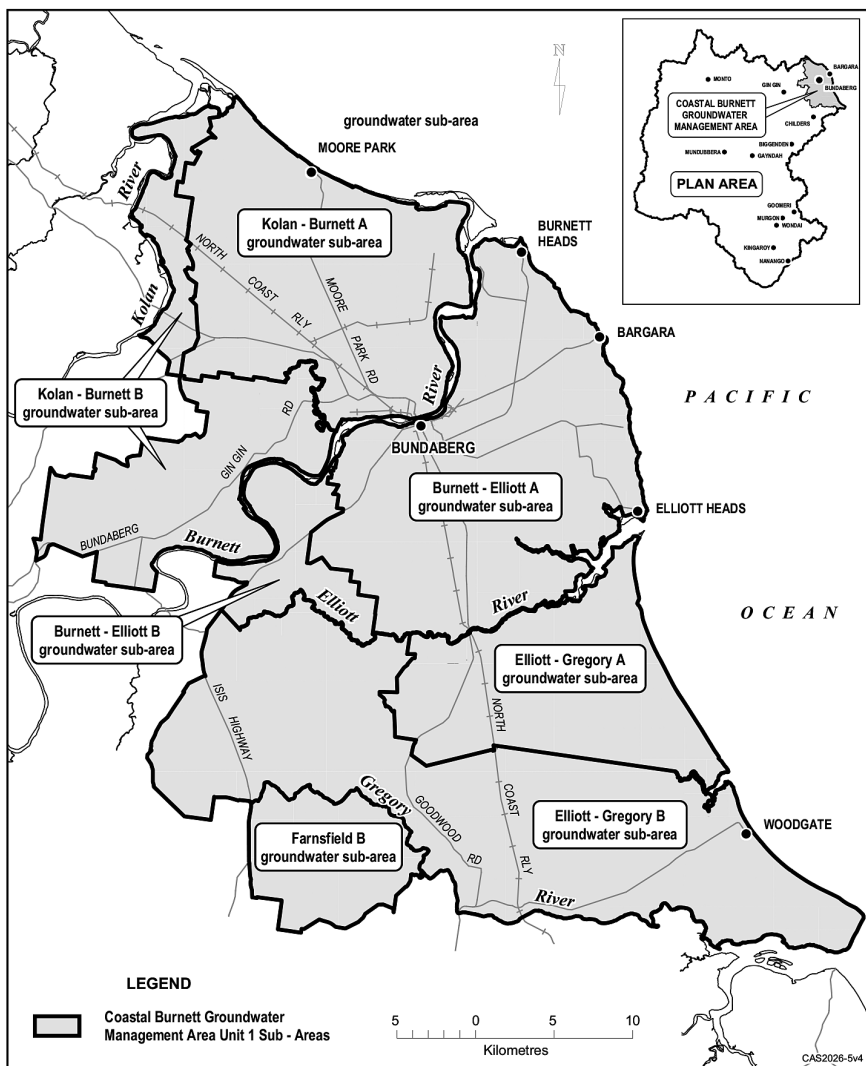 N
groundwater sub-area
MOORE PARK
River
Kolan
Kolan - Burnett A
groundwater sub-area
NORTH
COAST
RLY
MOORE
PARK
RD
BURNETT
HEADS
BARGARA
River
Kolan - Burnett B
groundwater sub-area
GIN GIN
RD
BUNDABERG
BUNDABERG
Burnett
Burnett - Elliott A
groundwater sub-area
ELLIOTT HEADS
PACIFIC
OCEAN
Elliott
River
Burnett - Elliott B
groundwater sub-area
Elliott - Gregory A
groundwater sub-area
ISIS
HIGHWAY
NORTH
COAST
RLY
Gregory
GOODWOOD
RD
Elliott - Gregory B
groundwater sub-area
WOODGATE
Farnsfield B
groundwater sub-area
River
MONTO
GIN GIN
BARGARA
BUNDABERG
COASTAL BURNETT
GROUNDWATER
MANAGEMENT AREA
CHILDERS
BIGGENDEN
MUNDUBBERA
GAYNDAH
PLAN AREA
GOOMERI
MURGON
WONDAI
KINGAROY
NANANGO
LEGEND
Coastal Burnett Groundwater
Management Area Unit 1 Sub - Areas
5 0 5 10
Kilometres
CAS2026-5v4